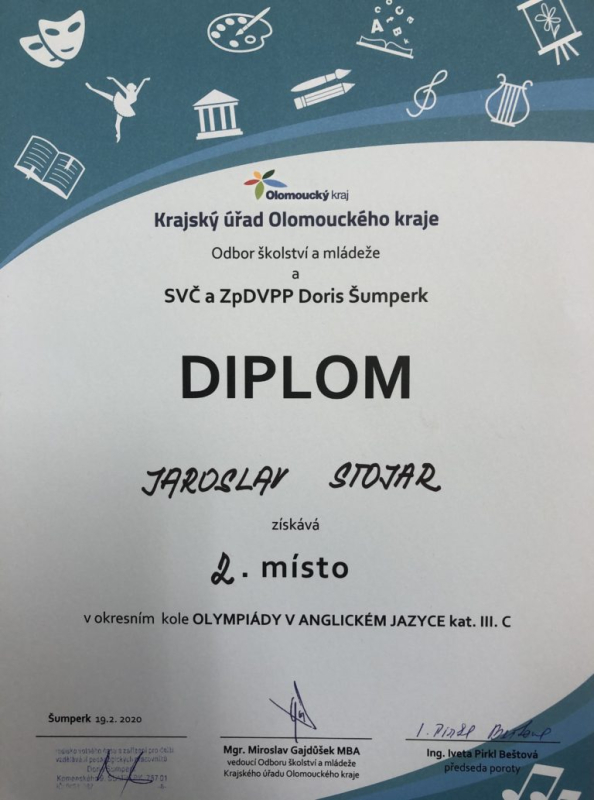 Olomoucký kraj
Krajský úřad Olomouckého kraje
Odbor školství a mládeže
a
SVČ a ZpDVPP Doris Šumperk
DIPLOM
JAROSLAV STOJAR
získává
2. místo
v okresním kole OLYMPIÁDY V ANGLICKÉM JAZYCE kat. III. C
Šumperk 19.2. 2020
Mgr. Miroslav Gajdůšek MBA
vedoucí Odboru školství a mládeže
Krajského úřadu Olomouckého kraje
Ing. Iveta Pirkl Beštová
předseda poroty